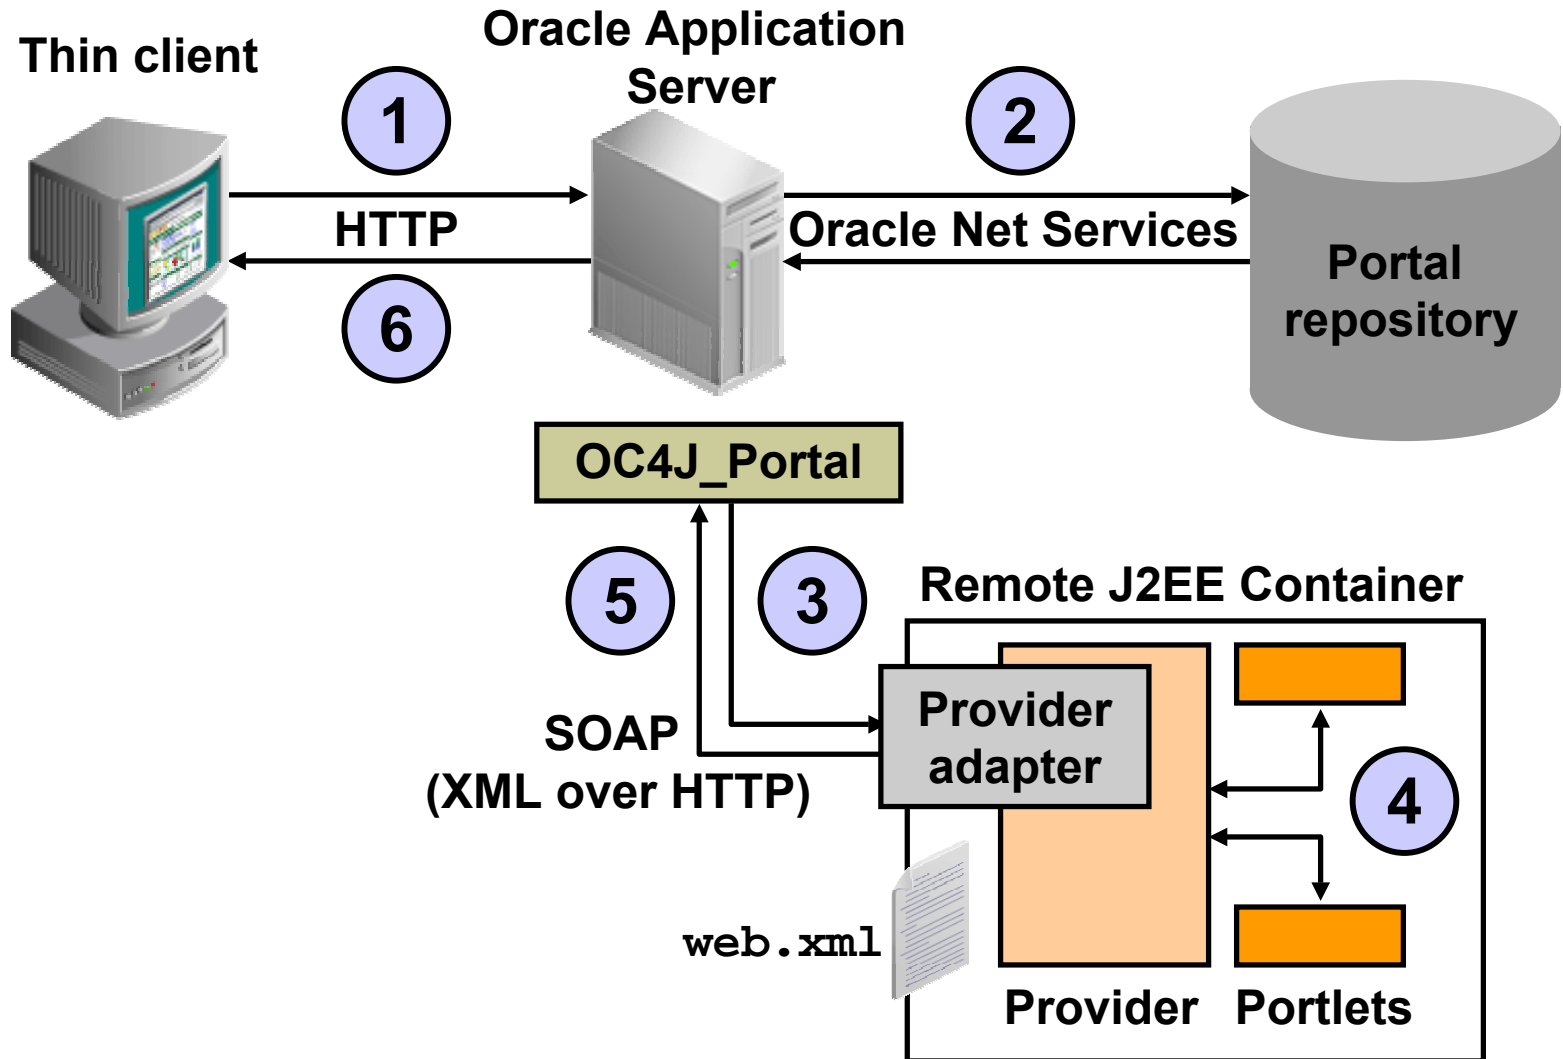 Thin client
Oracle Application
Server
1
2
HTTP
Oracle Net Services
6
Portal
repository
OC4J_Portal
5
3
Remote J2EE Container
SOAP
(XML over HTTP)
Provider
adapter
4
web.xml
Provider
Portlets